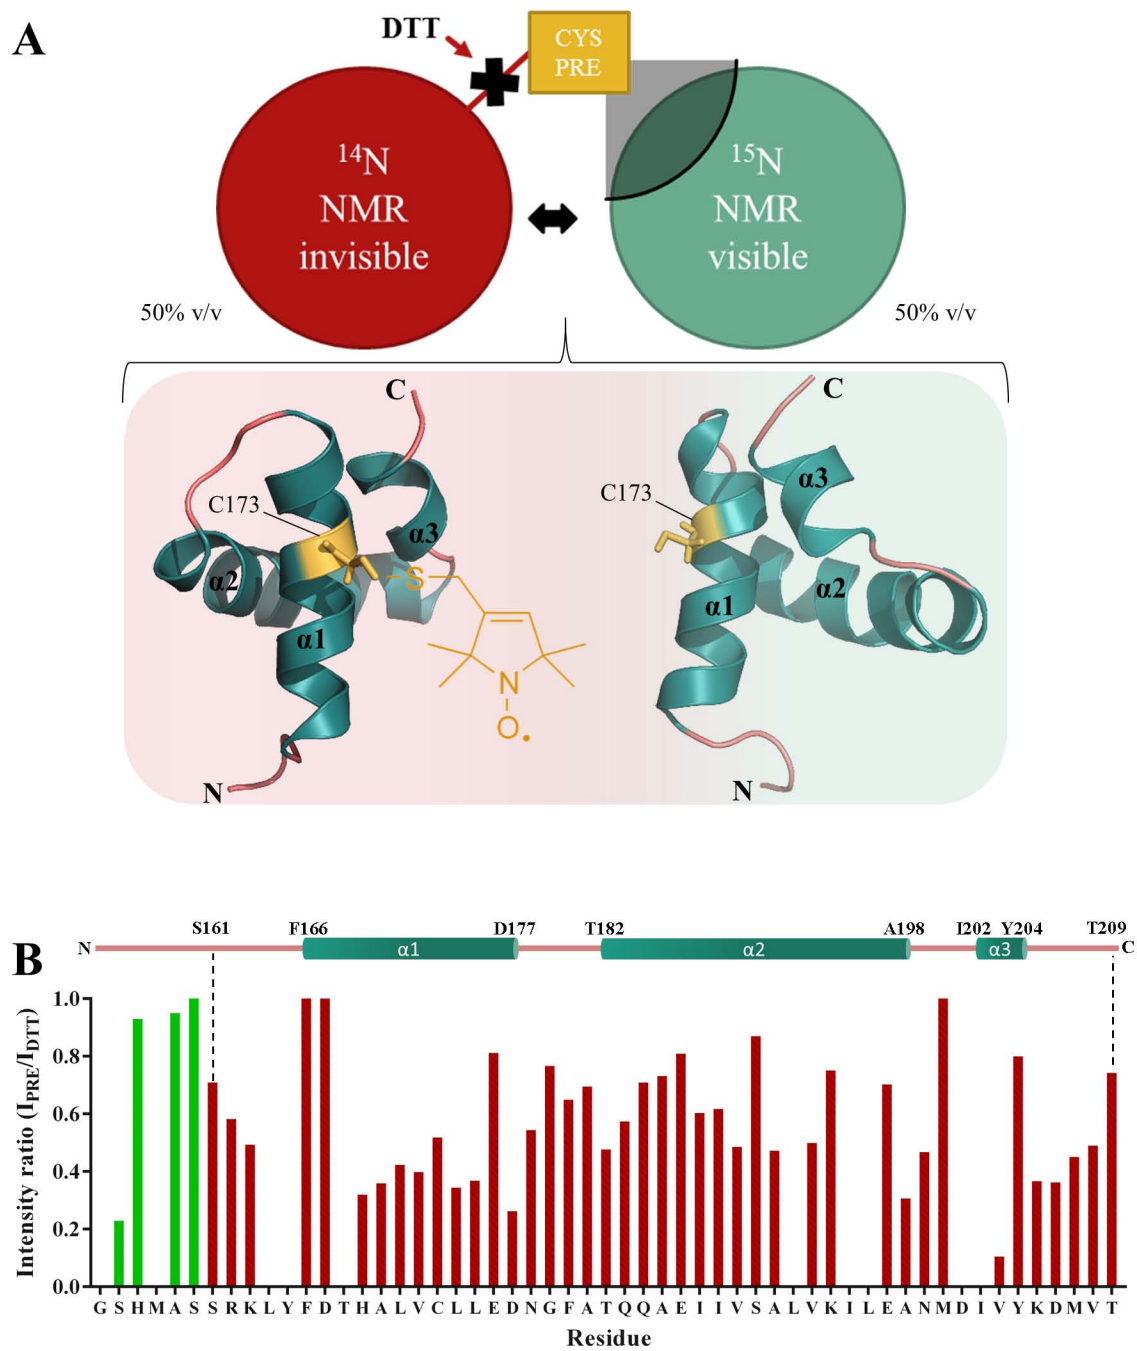 A
DTT
CYS
PRE
¹⁴N
NMR
invisible
¹⁵N
NMR
visible
50% v/v
50% v/v
C
C173
α3
α2
α1
S
N
O•
N
C
C173
α3
α2
α1
N
B
N
S161
F166
D177
T182
A198
I202
Y204
T209
C
α1
α2
α3
Intensity ratio (I_PRE/I_DTT)
1.0
0.8
0.6
0.4
0.2
0.0
G S H M A S S R K L Y F D T H A L V C L L E D N G F A T Q Q A E I I V S A L V K I L E A N M D I V Y K D M V T
Residue